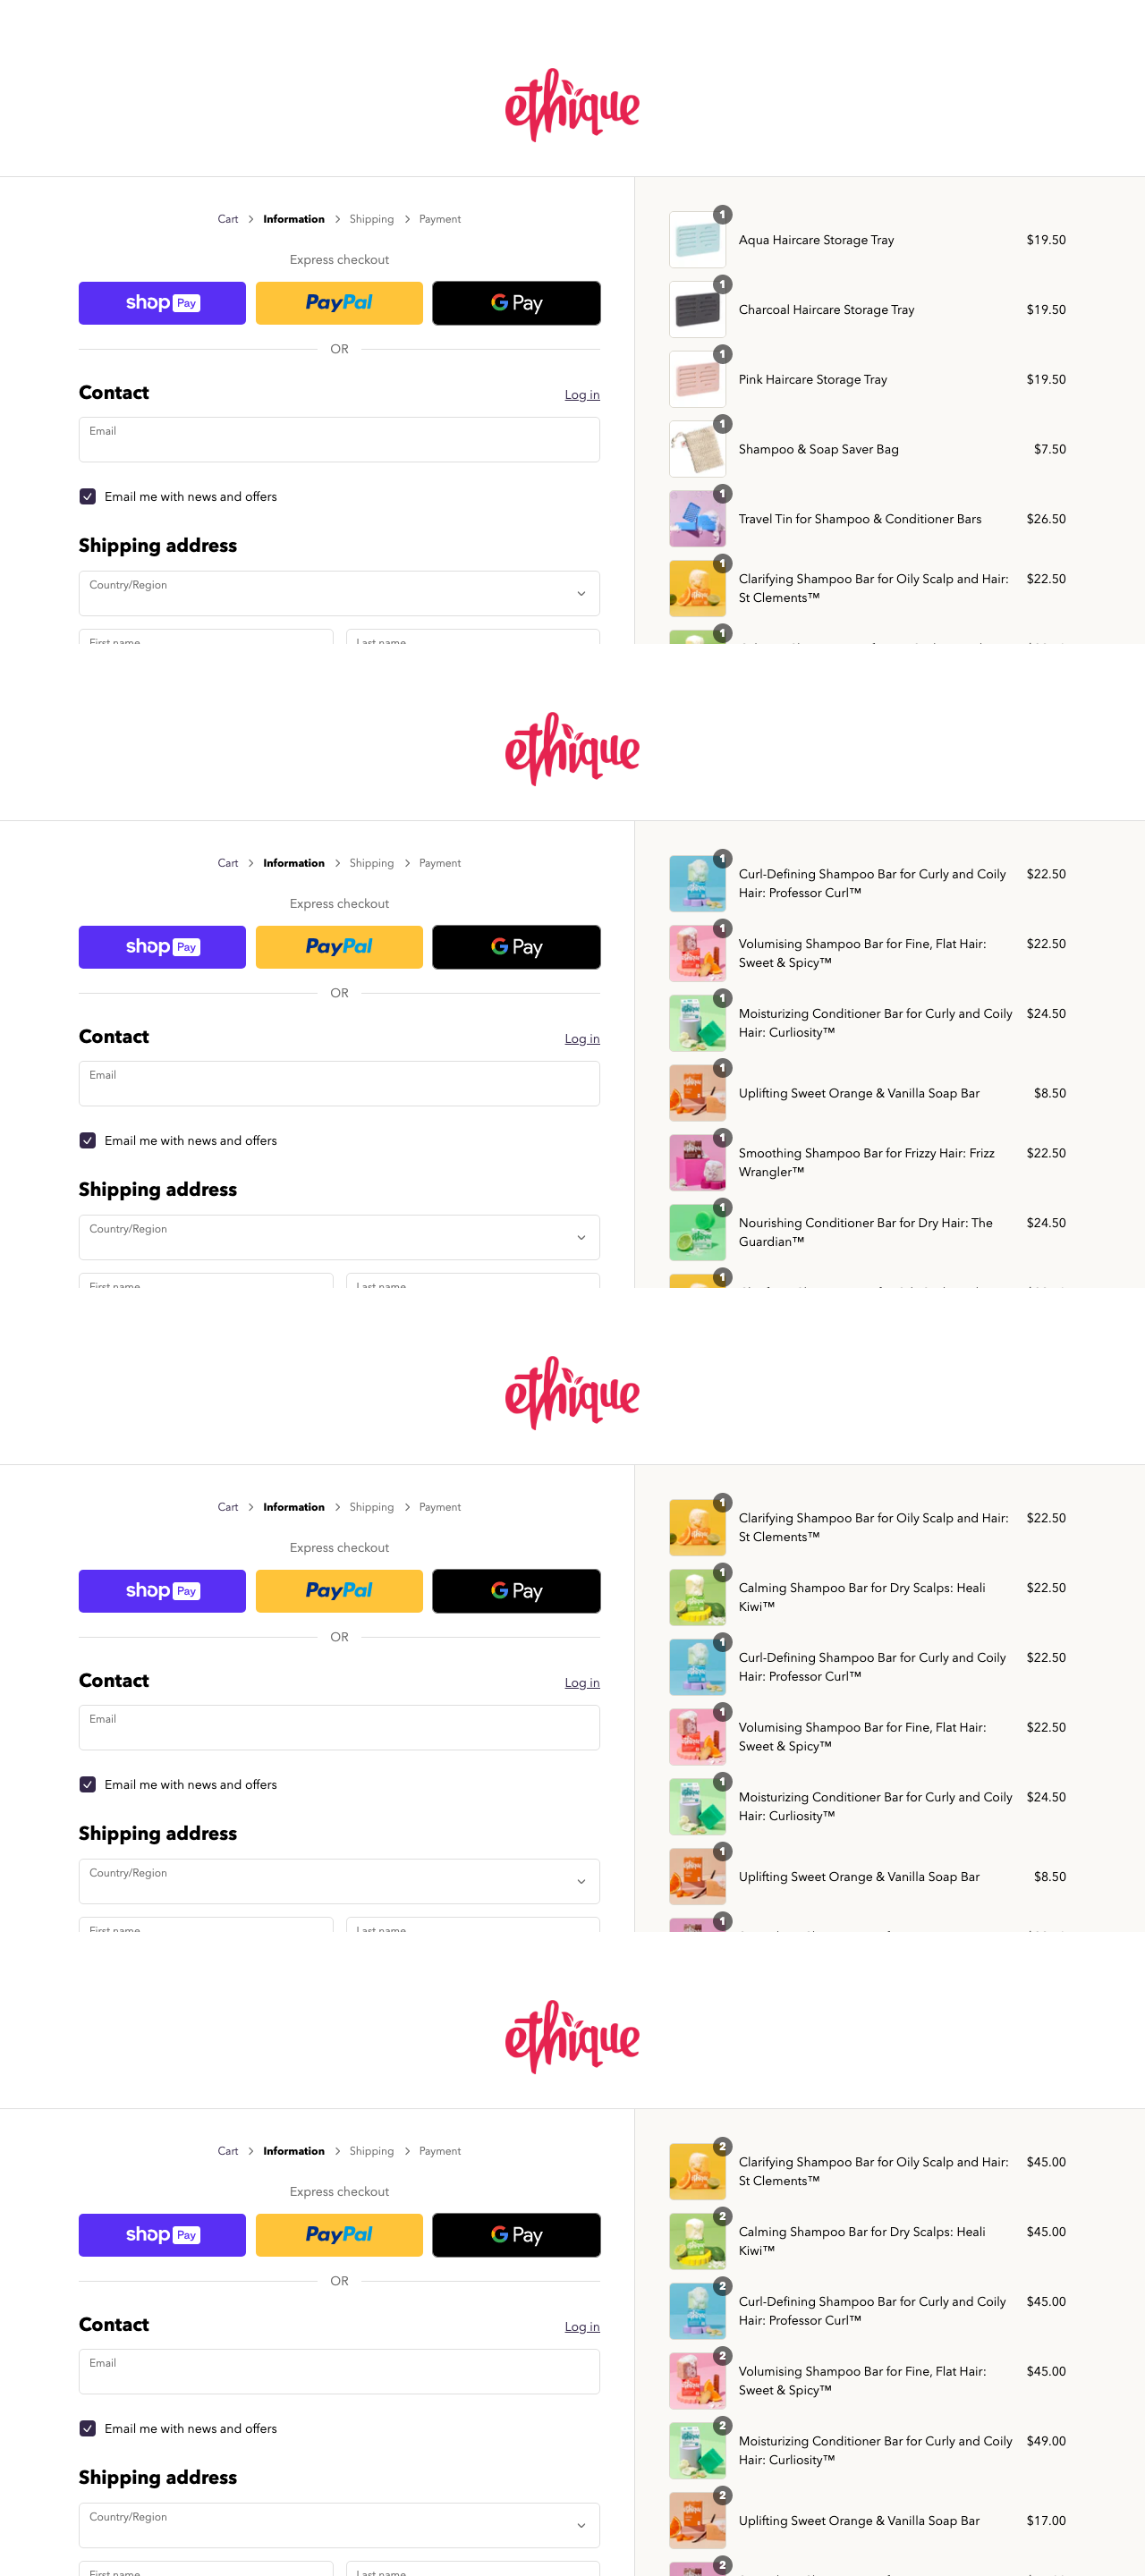 ethique
Cart > Information > Shipping > Payment
Express checkout
shop Pay
PayPal
G Pay
OR
Contact
Log in
Email
Email me with news and offers
Shipping address
Country/Region
First name
Last name
1
Aqua Haircare Storage Tray
$19.50
1
Charcoal Haircare Storage Tray
$19.50
1
Pink Haircare Storage Tray
$19.50
1
Shampoo & Soap Saver Bag
$7.50
1
Travel Tin for Shampoo & Conditioner Bars
$26.50
1
Clarifying Shampoo Bar for Oily Scalp and Hair:
$22.50
St Clements™
1
ethique
Cart > Information > Shipping > Payment
Express checkout
shop Pay
PayPal
G Pay
OR
Contact
Log in
Email
Email me with news and offers
Shipping address
Country/Region
First name
Last name
1
Curl-Defining Shampoo Bar for Curly and Coily
$22.50
Hair: Professor Curl™
1
Volumising Shampoo Bar for Fine, Flat Hair:
$22.50
Sweet & Spicy™
1
Moisturizing Conditioner Bar for Curly and Coily
$24.50
Hair: Curliosity™
1
Uplifting Sweet Orange & Vanilla Soap Bar
$8.50
1
Smoothing Shampoo Bar for Frizzy Hair: Frizz
$22.50
Wrangler™
1
Nourishing Conditioner Bar for Dry Hair: The
$24.50
Guardian™
1
ethique
Cart > Information > Shipping > Payment
Express checkout
shop Pay
PayPal
G Pay
OR
Contact
Log in
Email
Email me with news and offers
Shipping address
Country/Region
First name
Last name
1
Clarifying Shampoo Bar for Oily Scalp and Hair:
$22.50
St Clements™
1
Calming Shampoo Bar for Dry Scalps: Heali
$22.50
Kiwi™
1
Curl-Defining Shampoo Bar for Curly and Coily
$22.50
Hair: Professor Curl™
1
Volumising Shampoo Bar for Fine, Flat Hair:
$22.50
Sweet & Spicy™
1
Moisturizing Conditioner Bar for Curly and Coily
$24.50
Hair: Curliosity™
1
Uplifting Sweet Orange & Vanilla Soap Bar
$8.50
1
ethique
Cart > Information > Shipping > Payment
Express checkout
shop Pay
PayPal
G Pay
OR
Contact
Log in
Email
Email me with news and offers
Shipping address
Country/Region
First name
Last name
2
Clarifying Shampoo Bar for Oily Scalp and Hair:
$45.00
St Clements™
2
Calming Shampoo Bar for Dry Scalps: Heali
$45.00
Kiwi™
2
Curl-Defining Shampoo Bar for Curly and Coily
$45.00
Hair: Professor Curl™
2
Volumising Shampoo Bar for Fine, Flat Hair:
$45.00
Sweet & Spicy™
2
Moisturizing Conditioner Bar for Curly and Coily
$49.00
Hair: Curliosity™
2
Uplifting Sweet Orange & Vanilla Soap Bar
$17.00
2